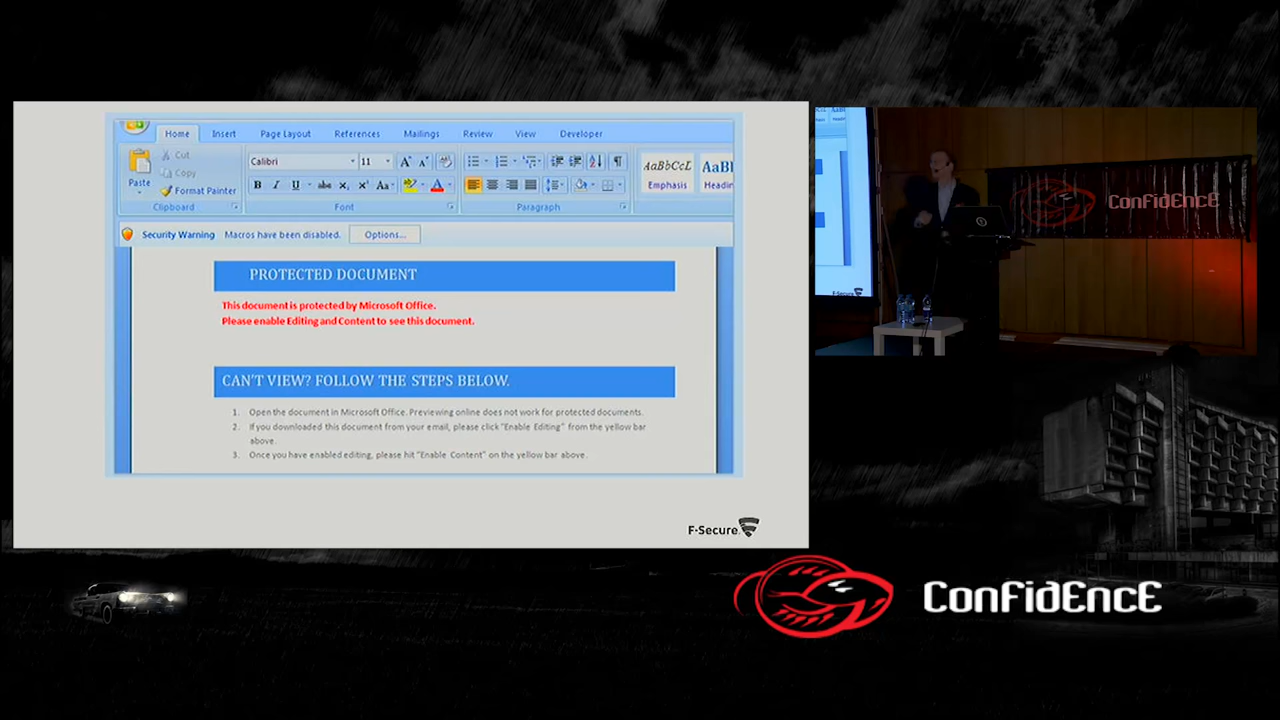 Home Insert Page Layout References Mailings Review View Developer
Cut
Copy
Paste
Format Painter
Clipboard
Calibri 11
Font
Paragraph
AaBbCcL AaBl
Emphasis Headin
Security Warning Macros have been disabled. Options...
PROTECTED DOCUMENT
This document is protected by Microsoft Office.
Please enable Editing and Content to see this document.
CAN'T VIEW? FOLLOW THE STEPS BELOW.
1. Open the document in Microsoft Office. Previewing online does not work for protected documents.
2. If you downloaded this document from your email, please click "Enable Editing" from the yellow bar
above.
3. Once you have enabled editing, please hit "Enable Content" on the yellow bar above.
F-Secure.
ConFidEncE
F-Secure
ConFidEncE